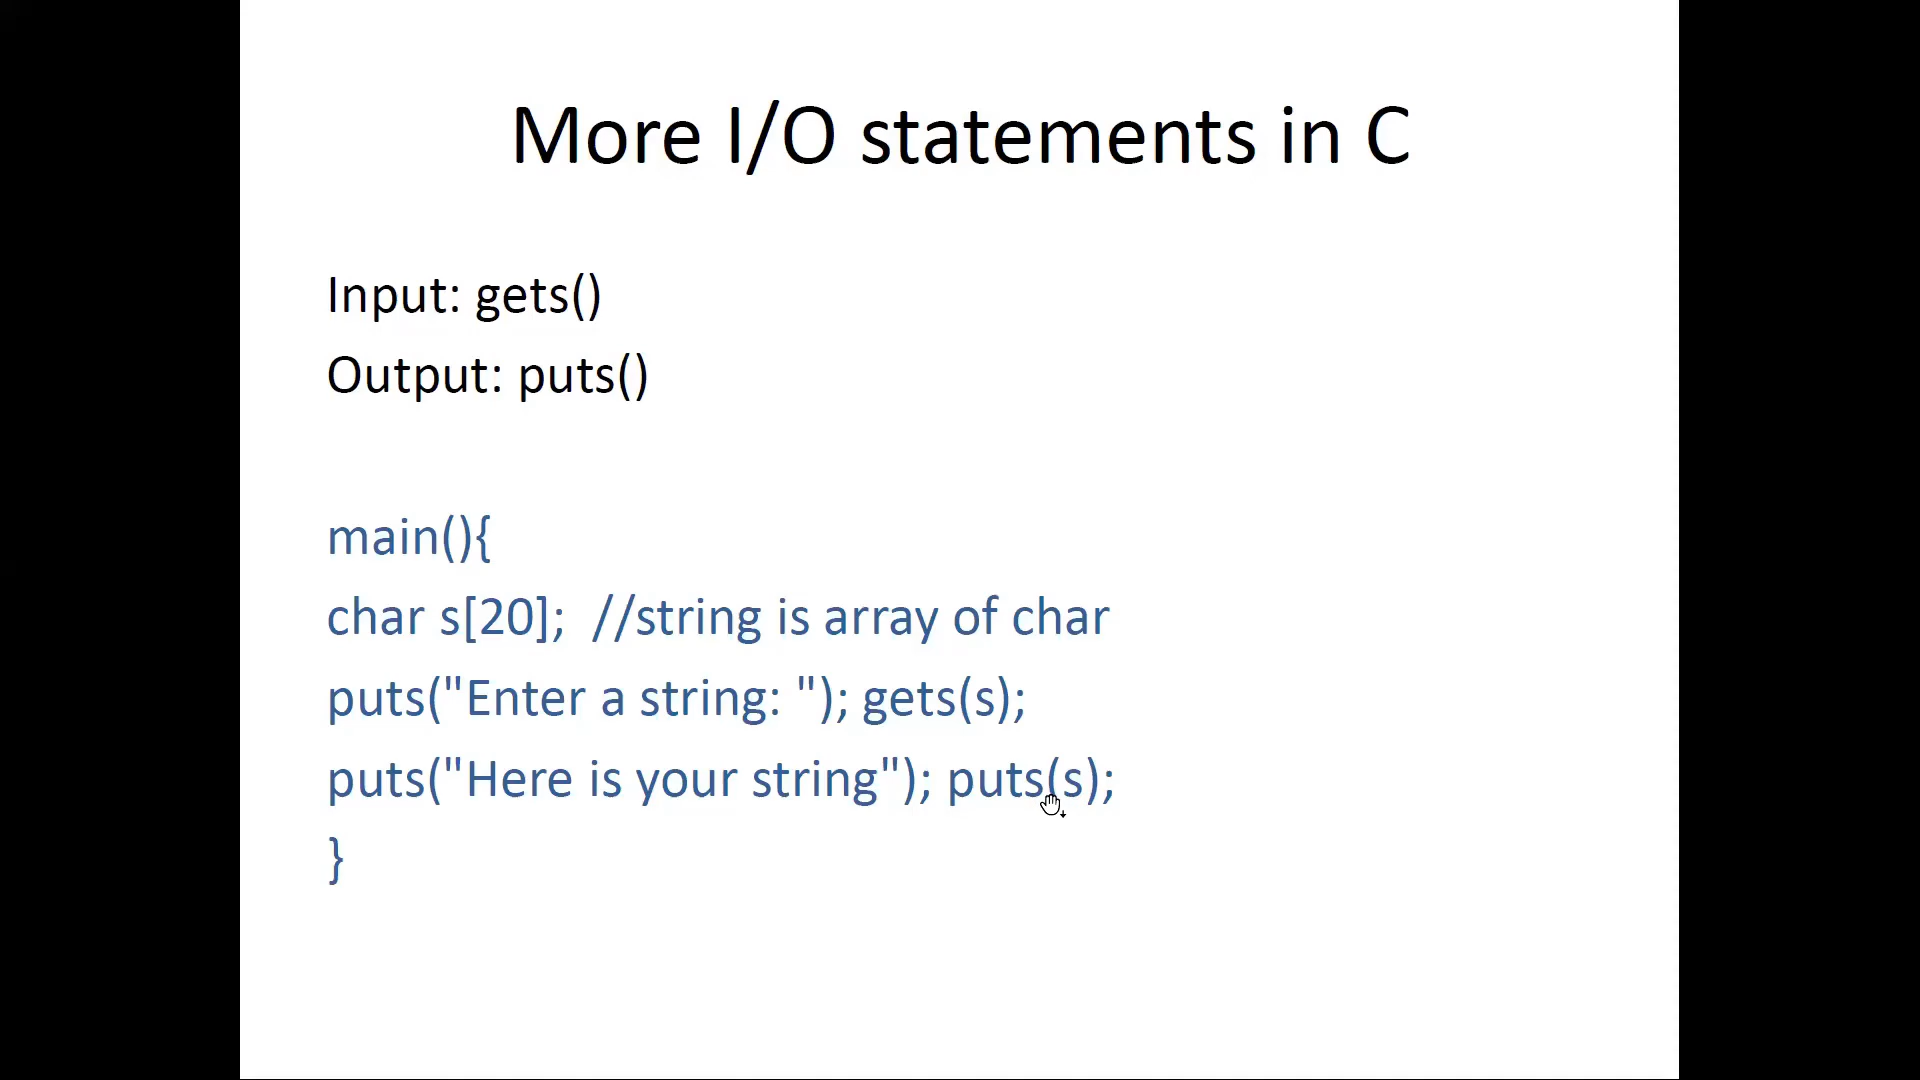 More I/O statements in C
Input: gets()
Output: puts()
main(){
char s[20];  //string is array of char
puts("Enter a string: "); gets(s);
puts("Here is your string"); puts(s);
}